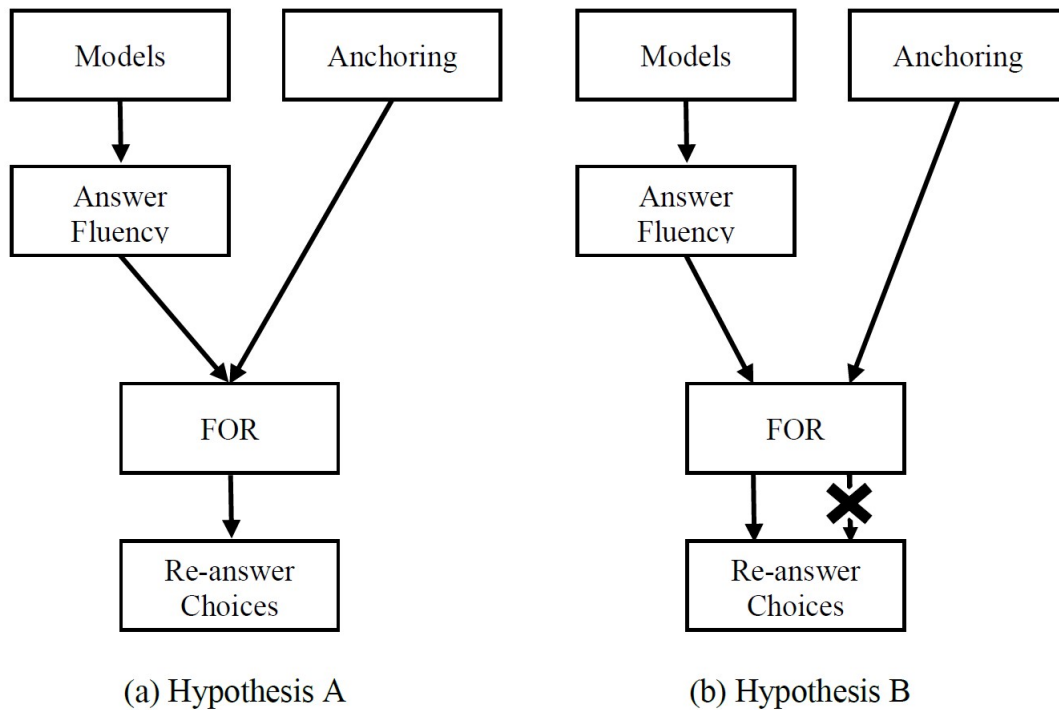 Models
Anchoring
Answer
Fluency
FOR
Re-answer
Choices
(a) Hypothesis A
Models
Anchoring
Answer
Fluency
FOR
Re-answer
Choices
(b) Hypothesis B